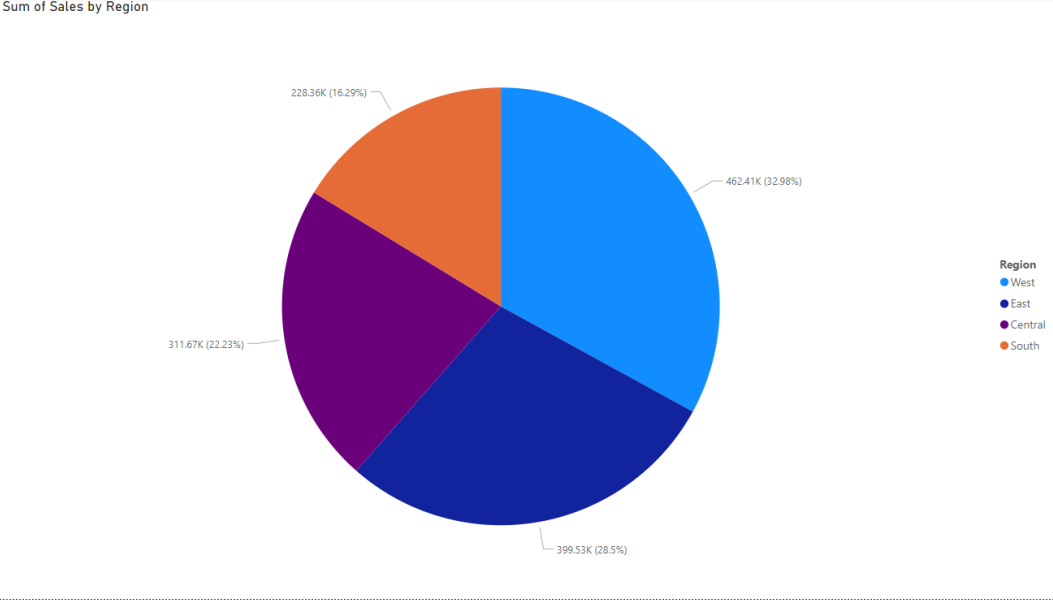 Sum of Sales by Region
228.36K (16.29%)
462.41K (32.98%)
311.67K (22.23%)
399.53K (28.5%)
Region
West
East
Central
South